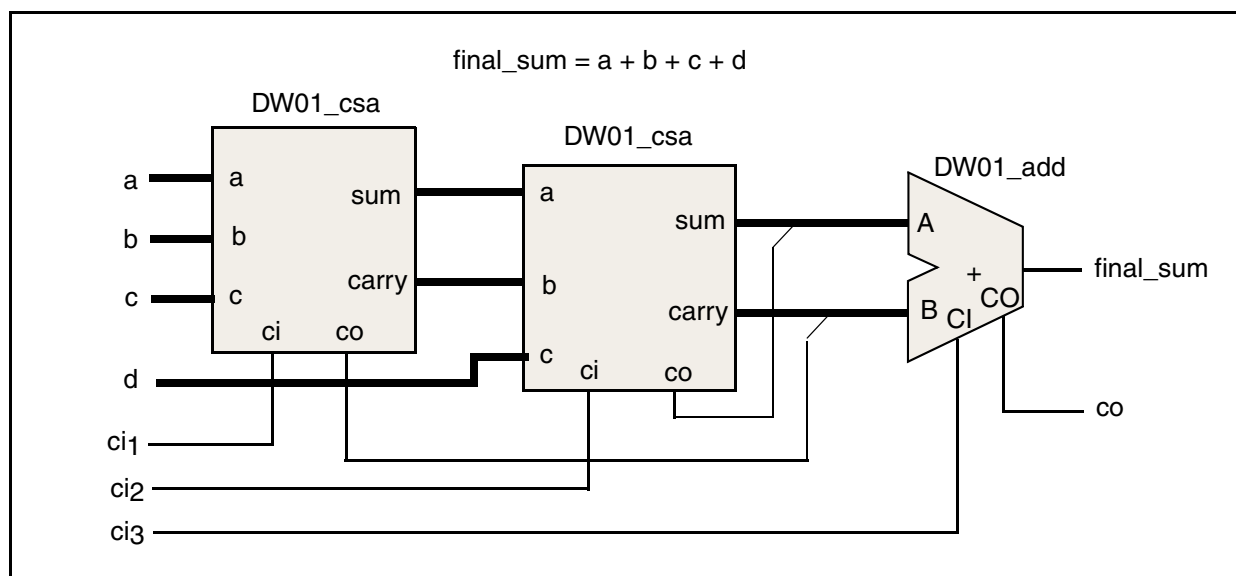 final_sum = a + b + c + d
DW01_csa
DW01_csa
DW01_add
a
b
c
d
ci1
ci2
ci3
a
b
c
sum
carry
ci
co
a
b
c
sum
carry
ci
co
A
B
+
CI
CO
final_sum
co